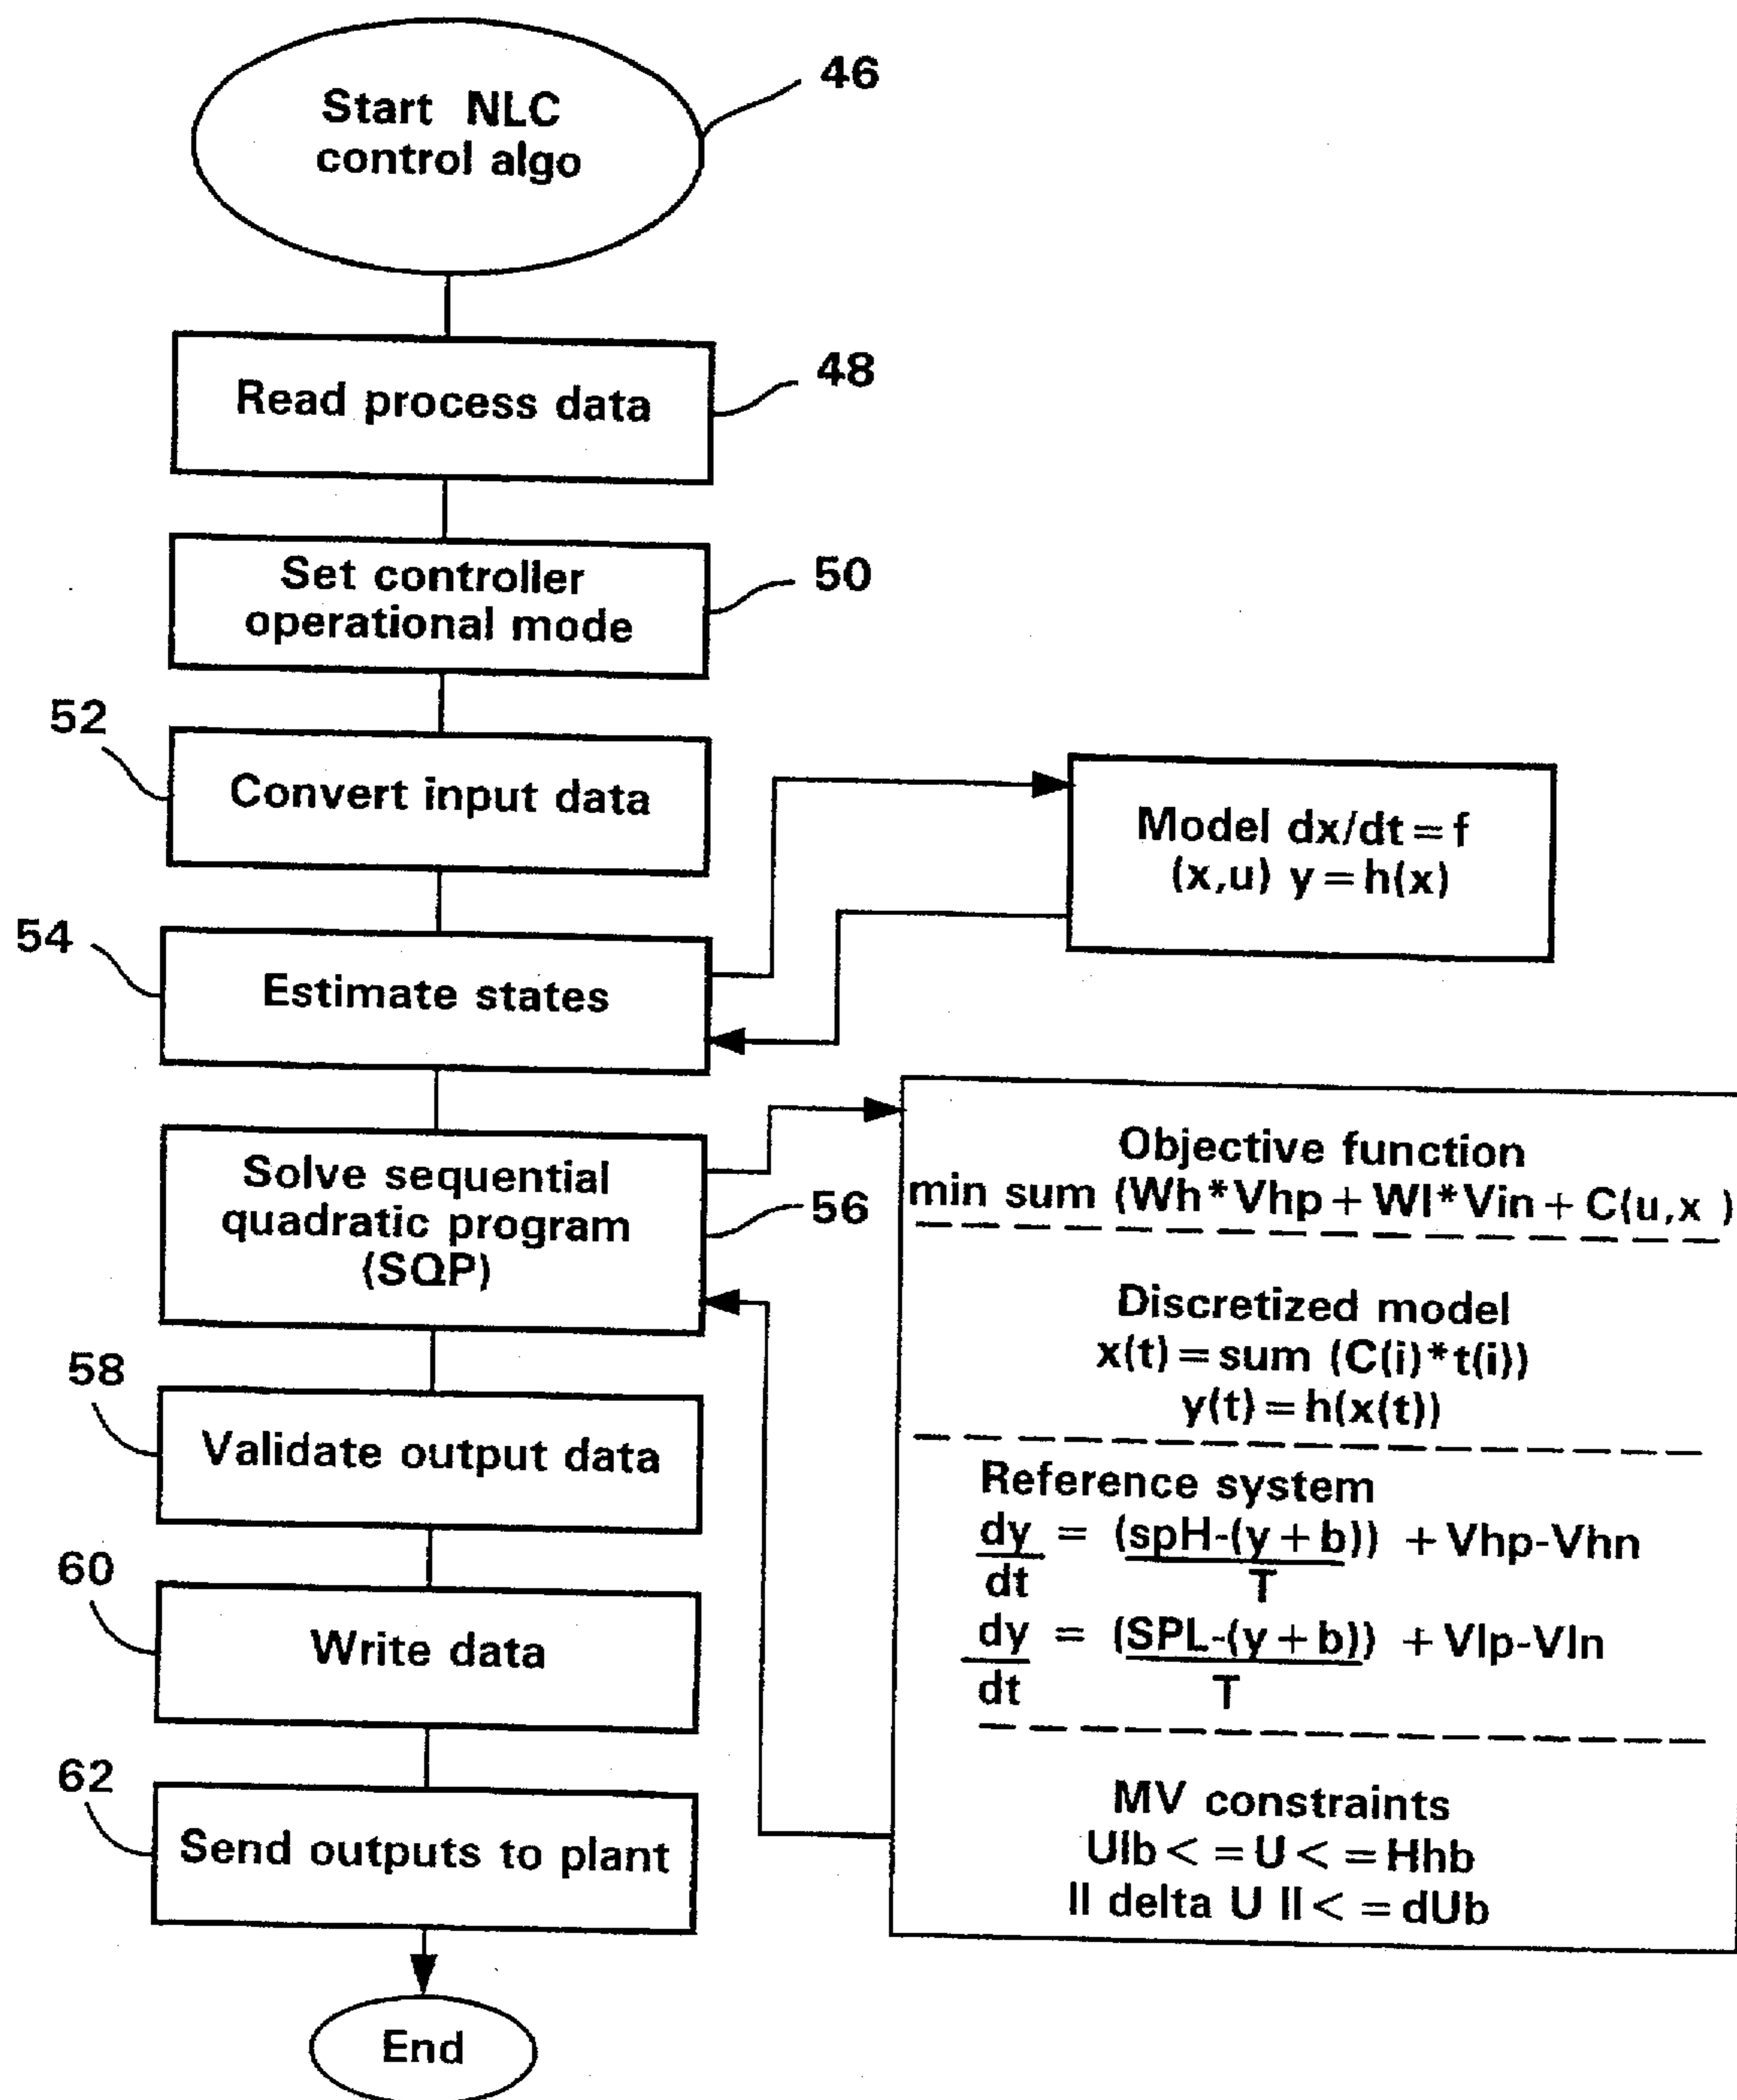 Start NLC
control algo
46
Read process data
48
Set controller
operational mode
50
52
Convert input data
Model dx/dt = f
(x,u) y = h(x)
54
Estimate states
Solve sequential
quadratic program
(SQP)
56
Objective function
min sum (Wh*Vhp + Wl*Vin + C(u,x )
Discretized model
x(t) = sum (C(i)*t(i))
y(t) = h(x(t))
Reference system
dy = (spH-(y + b)) + Vhp-Vhn
dt T
dy = (SPL-(y + b)) + Vlp-Vln
dt T
MV constraints
Ulb < = U < = Hhb
ll delta U ll < = dUb
58
Validate output data
60
Write data
62
Send outputs to plant
End